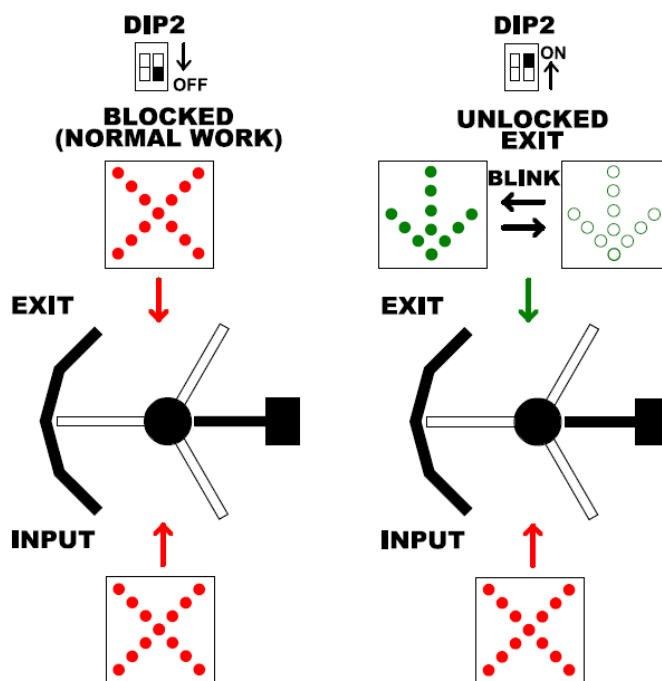 DIP2
OFF
BLOCKED
(NORMAL WORK)
EXIT
INPUT
DIP2
ON
UNLOCKED
EXIT
BLINK
EXIT
INPUT